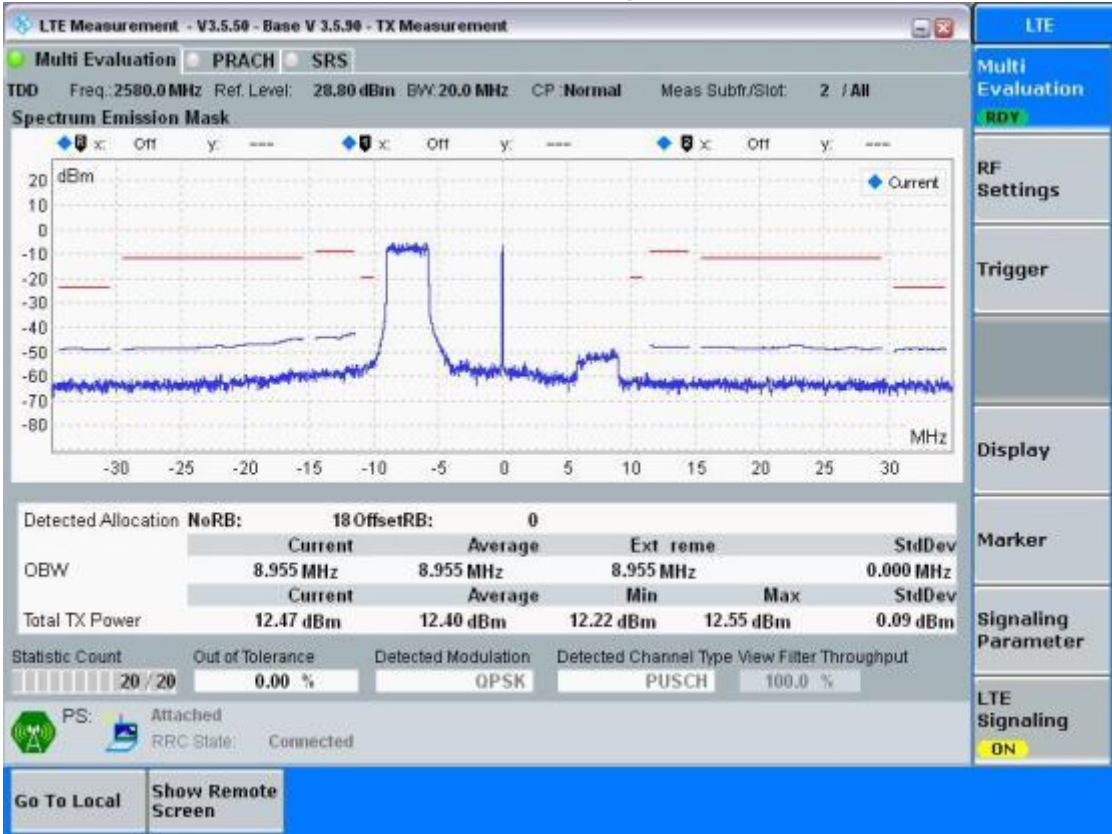 LTE Measurement - V3.5.50 - Base V 3.5.90 - TX Measurement
LTE
Multi Evaluation PRACH SRS
Multi
Evaluation
RDY
TDD Freq.:2580.0 MHz Ref. Level: 28.80 dBm BW:20.0 MHz CP :Normal Meas Subfr./Slot: 2 / All
Spectrum Emission Mask
x: Off y: --- x: Off y: --- x: Off y: ---
dBm
Current
20
10
0
-10
-20
-30
-40
-50
-60
-70
-80
MHz
-30 -25 -20 -15 -10 -5 0 5 10 15 20 25 30
RF
Settings
Trigger
Display
Marker
Signaling
Parameter
LTE
Signaling
ON
Detected Allocation NoRB: 18 OffsetRB: 0
Current Average Ext reme StdDev
OBW 8.955 MHz 8.955 MHz 8.955 MHz 0.000 MHz
Current Average Min Max StdDev
Total TX Power 12.47 dBm 12.40 dBm 12.22 dBm 12.55 dBm 0.09 dBm
Statistic Count Out of Tolerance Detected Modulation Detected Channel Type View Filter Throughput
20 / 20 0.00 % QPSK PUSCH 100.0 %
PS: Attached
RRC State: Connected
Go To Local
Show Remote
Screen